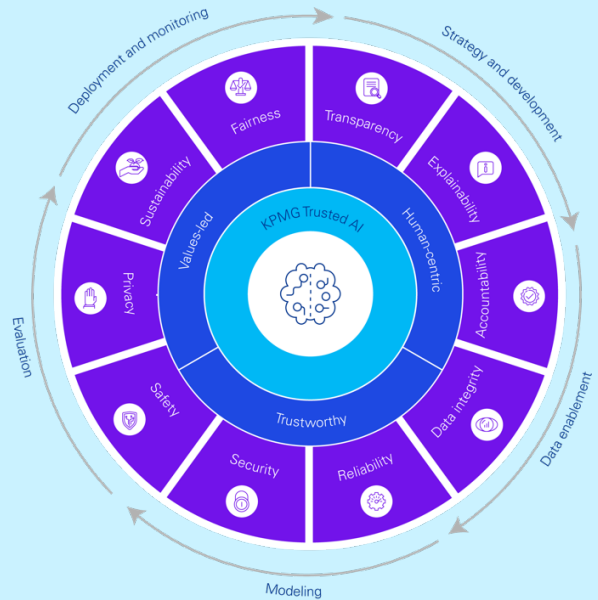 Deployment and monitoring
Strategy and development
Data enablement
Modeling
Evaluation
Fairness
Transparency
Explainability
Accountability
Data integrity
Reliability
Security
Safety
Privacy
Sustainability
Values-led
Human-centric
Trustworthy
KPMG Trusted AI